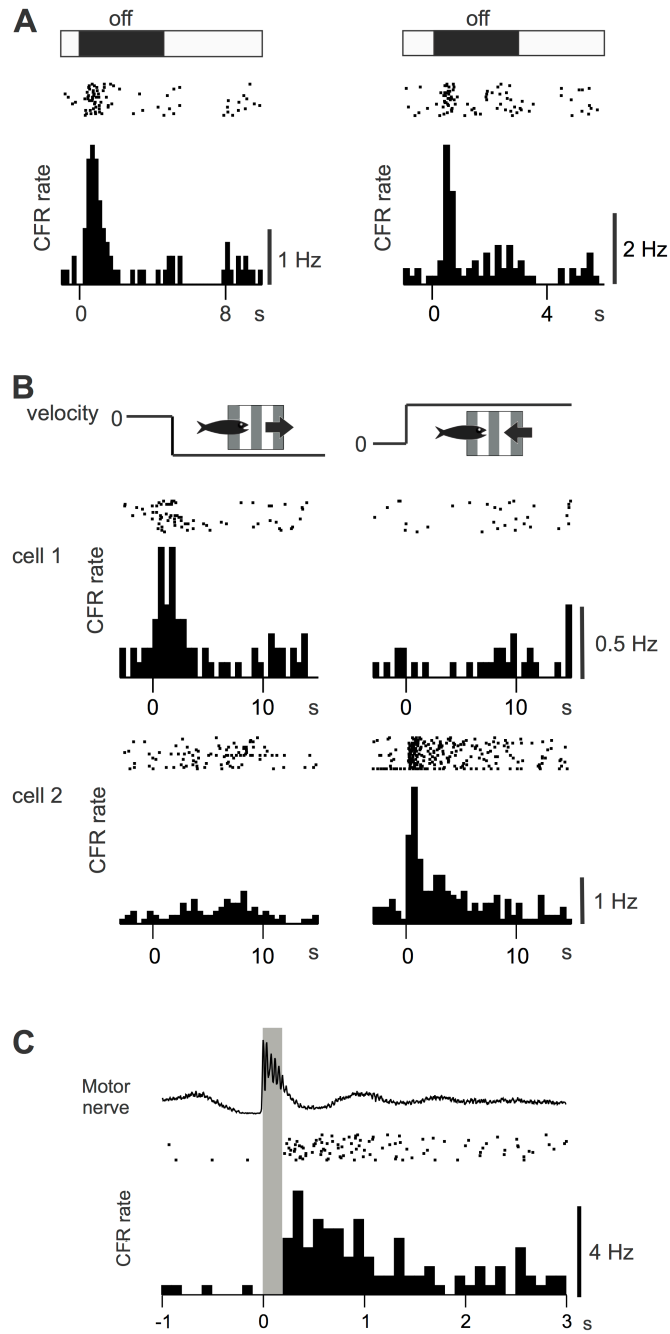 A
off
off
CFR rate
1 Hz
2 Hz
0
8
s
0
4
s
B
velocity
0
0
cell 1
CFR rate
0.5 Hz
0
10
s
0
10
s
cell 2
CFR rate
1 Hz
0
10
s
0
10
s
C
Motor
nerve
CFR rate
4 Hz
-1
0
1
2
3
s